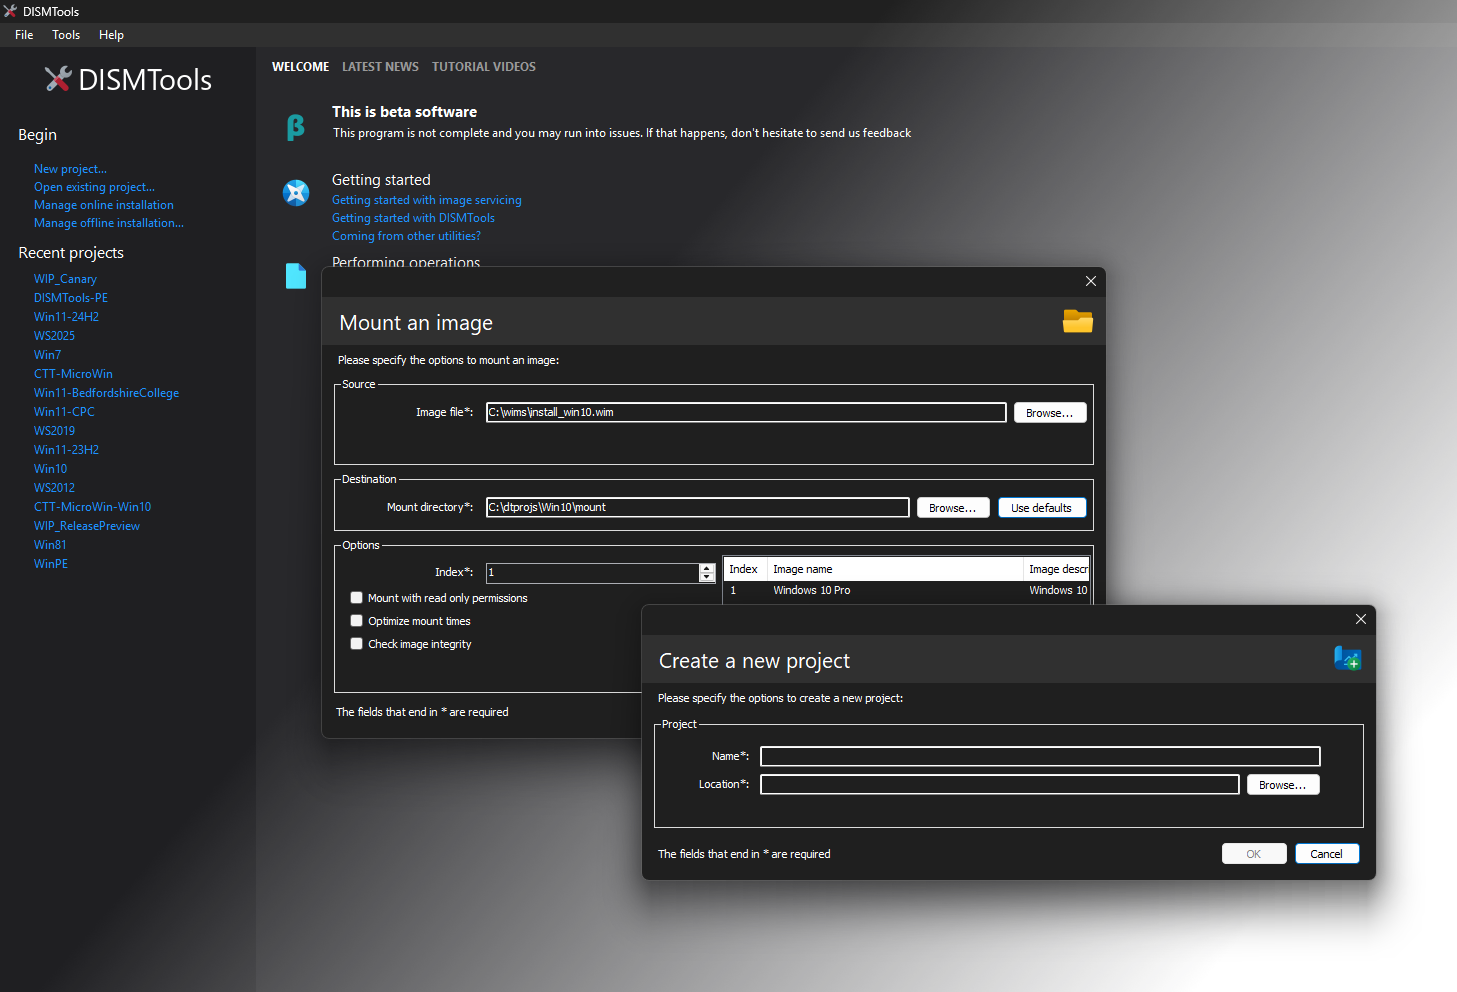 DISMTools
File Tools Help
DISMTools
Begin
New project...
Open existing project...
Manage online installation
Manage offline installation...
Recent projects
WIP_Canary
DISMTools-PE
Win11-24H2
WS2025
Win7
CTT-MicroWin
Win11-BedfordshireCollege
Win11-CPC
WS2019
Win11-23H2
Win10
WS2012
CTT-MicroWin-Win10
WIP_ReleasePreview
Win81
WinPE
WELCOME LATEST NEWS TUTORIAL VIDEOS
β
This is beta software
This program is not complete and you may run into issues. If that happens, don't hesitate to send us feedback
Getting started
Getting started with image servicing
Getting started with DISMTools
Coming from other utilities?
Performing operations
Mount an image
Please specify the options to mount an image:
Source
Image file*: C:\wims\install_win10.wim Browse...
Destination
Mount directory*: C:\dtprojs\Win10\mount Browse... Use defaults
Options
Index*: 1
Mount with read only permissions
Optimize mount times
Check image integrity
Index Image name Image descr
1 Windows 10 Pro Windows 10
The fields that end in * are required
Create a new project
Please specify the options to create a new project:
Project
Name*:
Location*: Browse...
The fields that end in * are required
OK Cancel